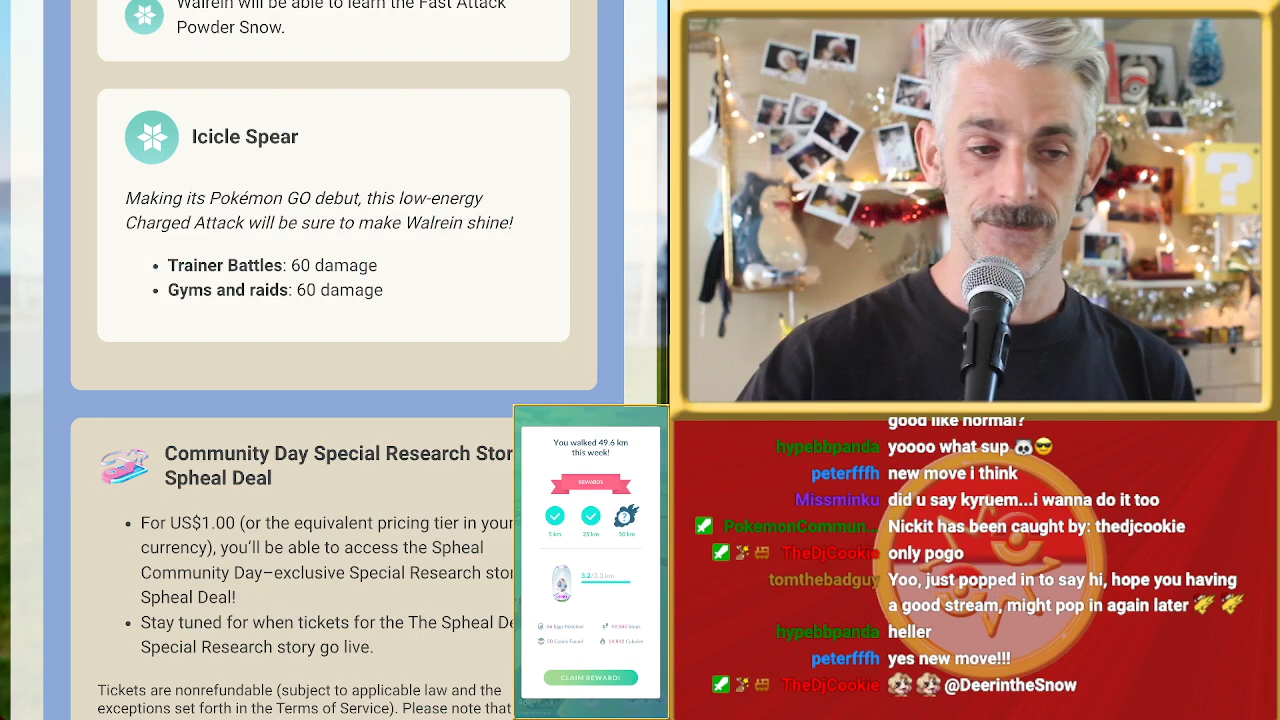 Walrein will be able to learn the Fast Attack
Powder Snow.
Icicle Spear
Making its Pokémon GO debut, this low-energy
Charged Attack will be sure to make Walrein shine!
• Trainer Battles: 60 damage
• Gyms and raids: 60 damage
Community Day Special Research Stor
Spheal Deal
• For US$1.00 (or the equivalent pricing tier in your
currency), you’ll be able to access the Spheal
Community Day–exclusive Special Research sto
Spheal Deal!
• Stay tuned for when tickets for the The Spheal De
Special Research story go live.
Tickets are nonrefundable (subject to applicable law and the
exceptions set forth in the Terms of Service). Please note that
You walked 49.6 km
this week!
REWARDS
5 km
25 km
50 km
3.2/3.3 km
CLAIM REWARD!
good like normal?
hypebbpanda yoooo what sup
peterfffh new move i think
Missminku did u say kyruem...i wanna do it too
PokemonCommun... Nickit has been caught by: thedjcookie
TheDjCookie only pogo
tomthebadguy Yoo, just popped in to say hi, hope you having
a good stream, might pop in again later
hypebbpanda heller
peterfffh yes new move!!!
TheDjCookie @DeerintheSnow